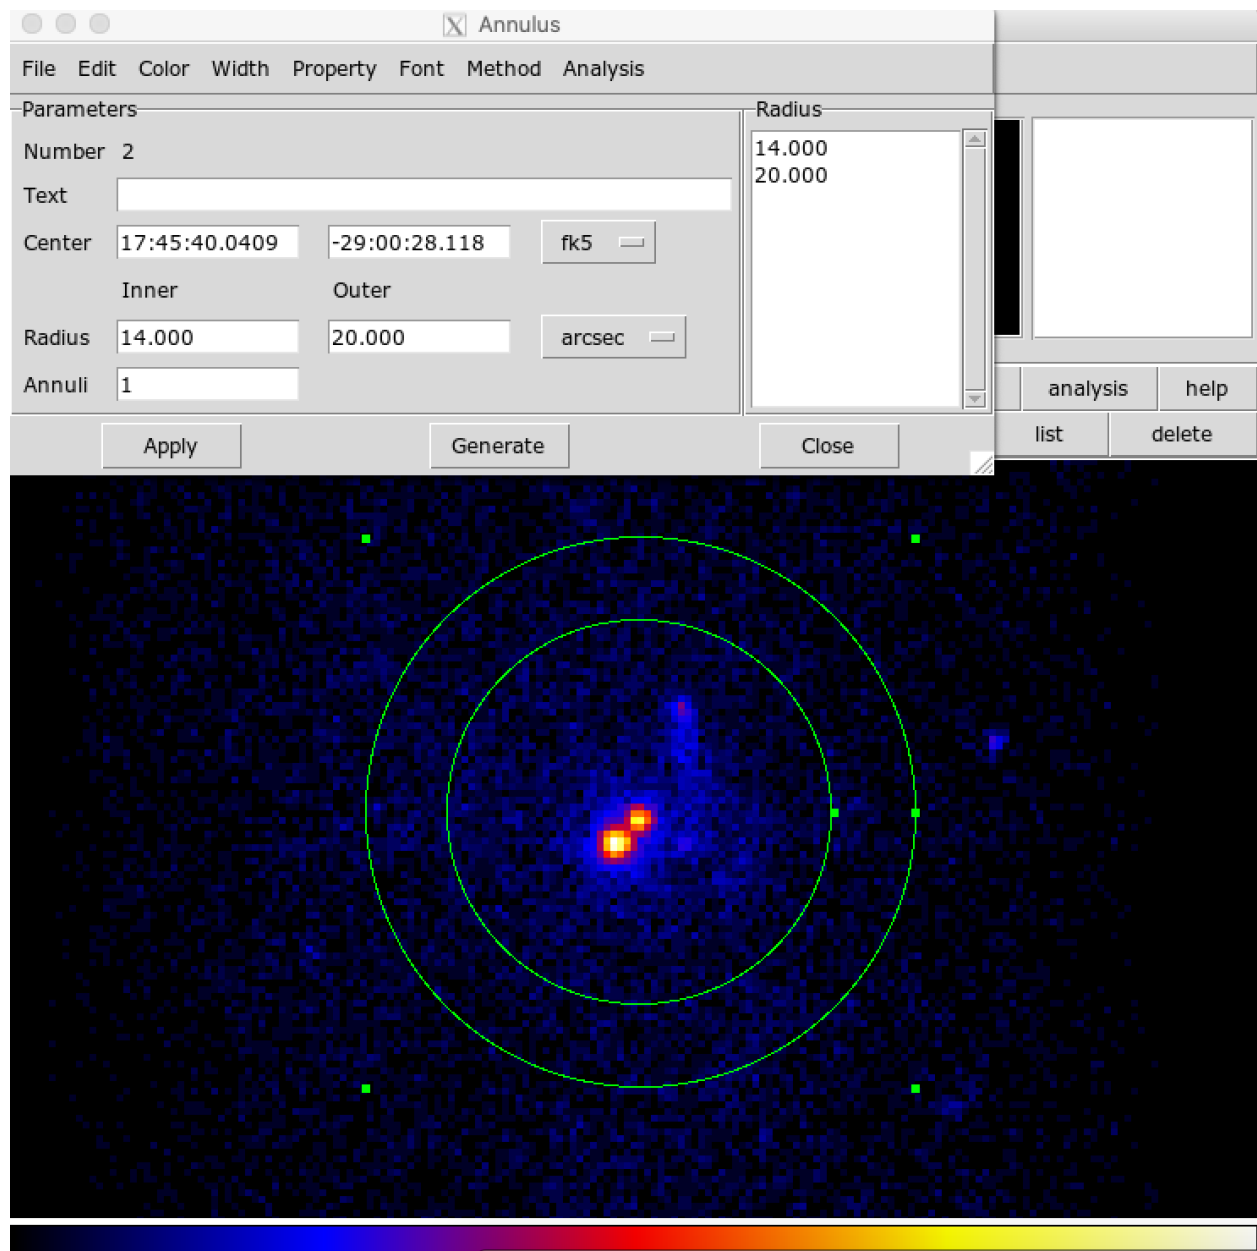 Annulus
File Edit Color Width Property Font Method Analysis
Parameters
Number 2
Text
Center 17:45:40.0409 -29:00:28.118 fk5
Inner Outer
Radius 14.000 20.000 arcsec
Annuli 1
Radius
14.000
20.000
Apply Generate Close
analysis help
list delete